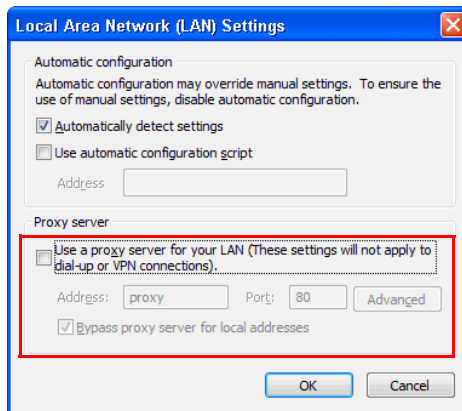 Local Area Network (LAN) Settings
Automatic configuration
Automatic configuration may override manual settings. To ensure the
use of manual settings, disable automatic configuration.
Automatically detect settings
Use automatic configuration script
Address
Proxy server
Use a proxy server for your LAN (These settings will not apply to
dial-up or VPN connections).
Address: proxy Port: 80 Advanced
Bypass proxy server for local addresses
OK Cancel